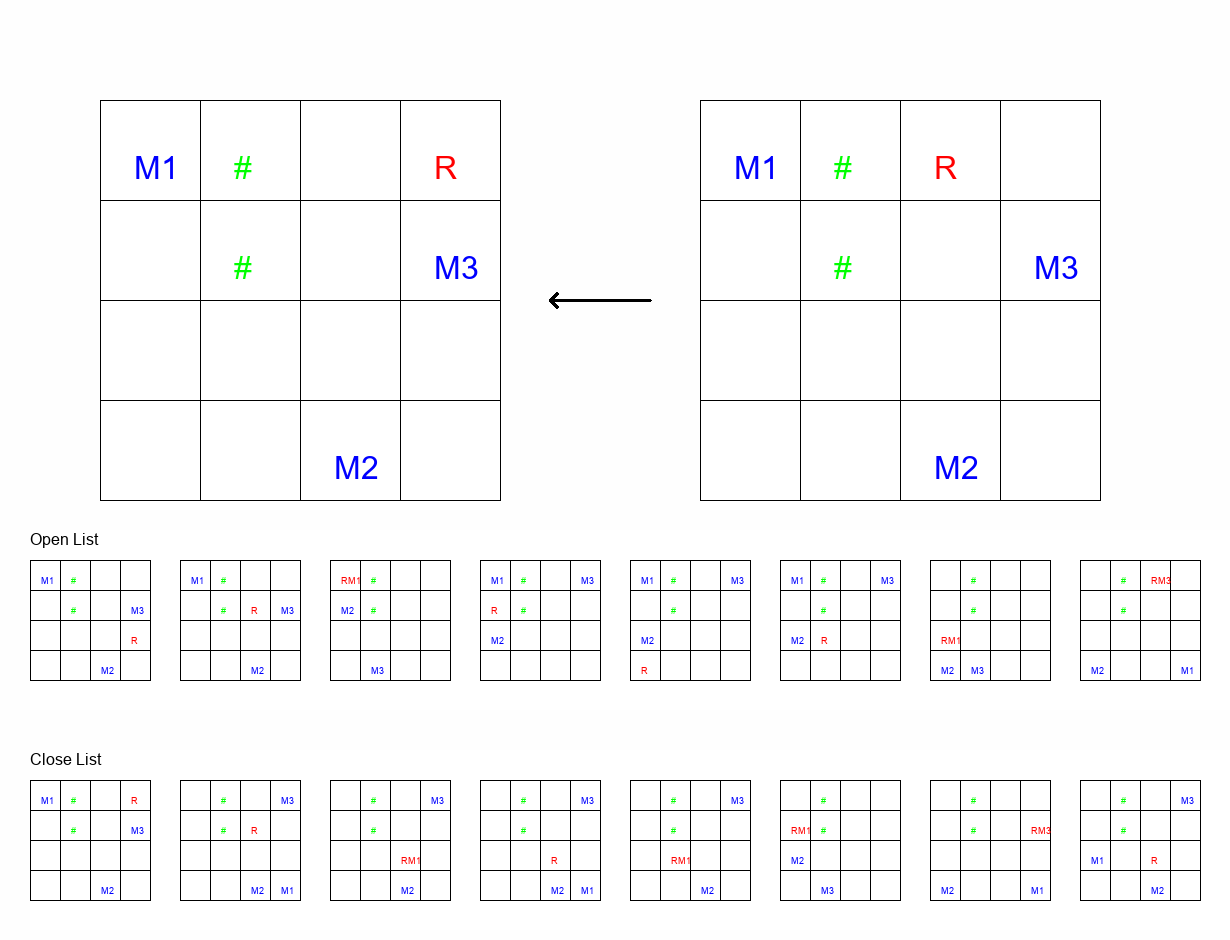 M1 # R M1 # R
# M3 # M3
M2 M2
Open List
M1 # M1 # RM1 # M1 # M3 M1 # M3 M1 # M3 # # RM3
# M3 # R M3 M2 # R # # # # #
R M2 M2 M2 R RM1
M2 M2 M3 R M2 M3 M2 M1
Close List
M1 # R # M3 # M3 # M3 # M3 # # # M3
# M3 # R # # # RM1 # # RM3 #
RM1 R RM1 M2 M1 R
M2 M2 M1 M2 M2 M1 M2 M3 M2 M1 M2